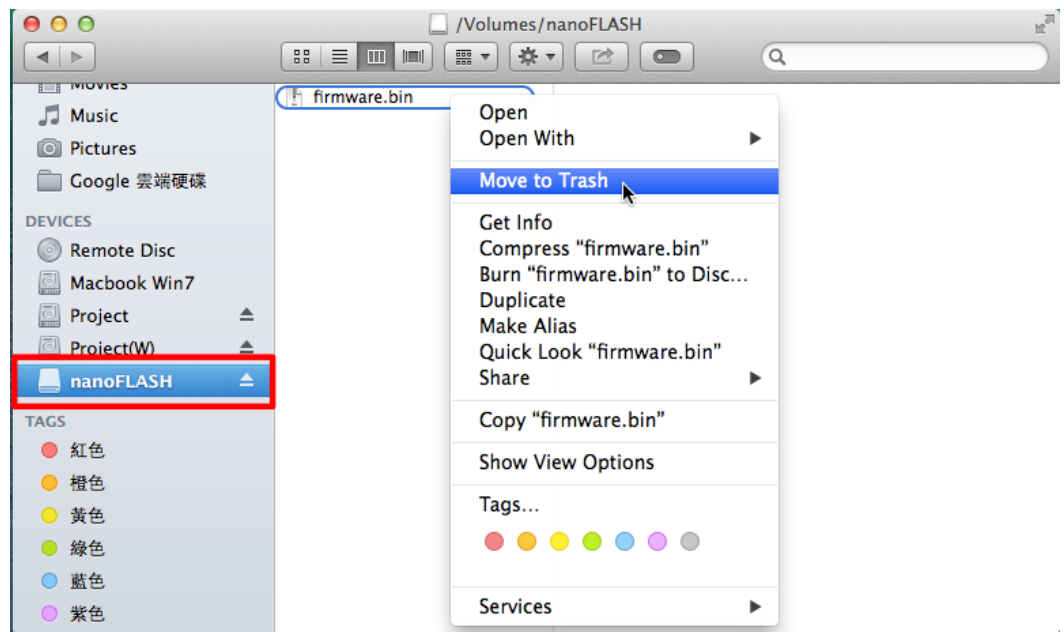 /Volumes/nanoFLASH
Movies
Music
Pictures
Google 雲端硬碟
DEVICES
Remote Disc
Macbook Win7
Project
Project(W)
nanoFLASH
TAGS
紅色
橙色
黃色
綠色
藍色
紫色
firmware.bin
Open
Open With
Move to Trash
Get Info
Compress “firmware.bin”
Burn “firmware.bin” to Disc...
Duplicate
Make Alias
Quick Look “firmware.bin”
Share
Copy “firmware.bin”
Show View Options
Tags...
Services